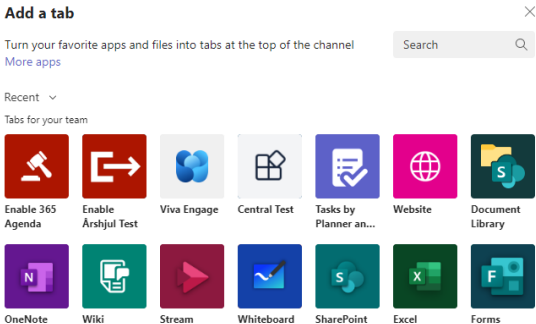 Add a tab
Turn your favorite apps and files into tabs at the top of the channel
Search
More apps
Recent
Tabs for your team
Enable 365 Agenda
Enable Årshjul Test
Viva Engage
Central Test
Tasks by Planner an...
Website
Document Library
OneNote
Wiki
Stream
Whiteboard
SharePoint
Excel
Forms